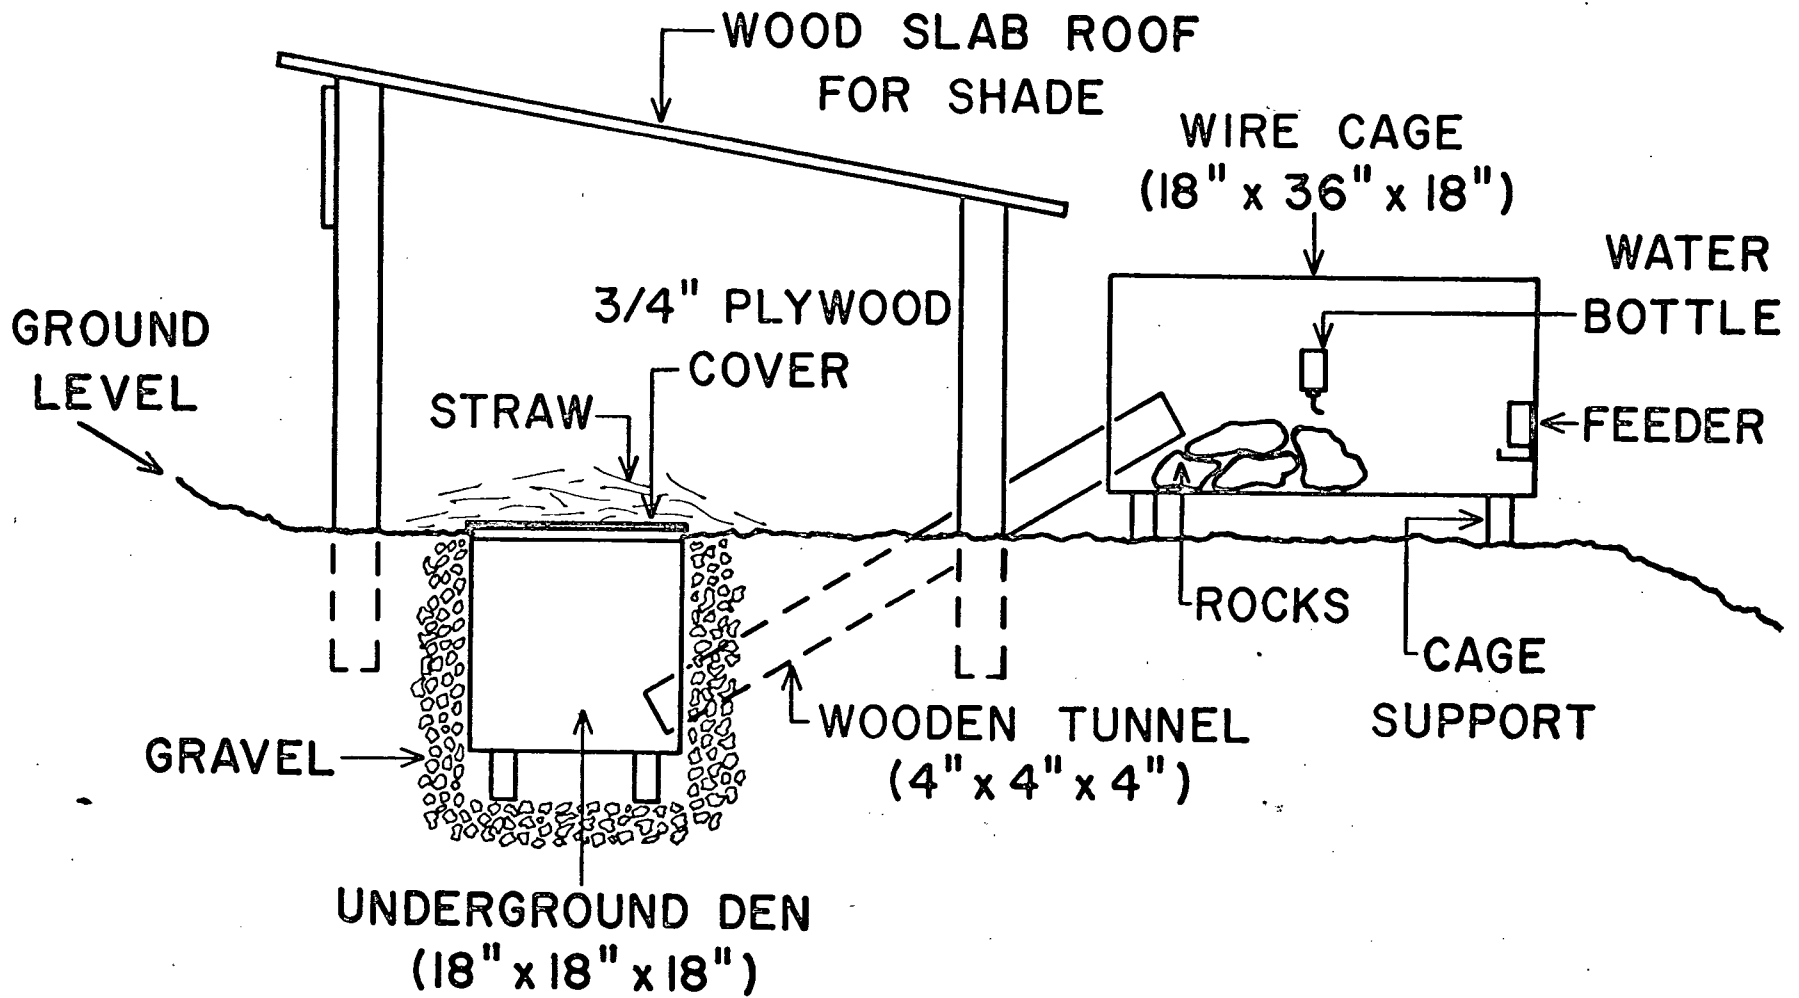 WOOD SLAB ROOF
FOR SHADE
WIRE CAGE
(18" x 36" x 18")
WATER
BOTTLE
3/4" PLYWOOD
COVER
GROUND
LEVEL
STRAW
FEEDER
ROCKS
CAGE
SUPPORT
WOODEN TUNNEL
(4" x 4" x 4")
GRAVEL
UNDERGROUND DEN
(18" x 18" x 18")